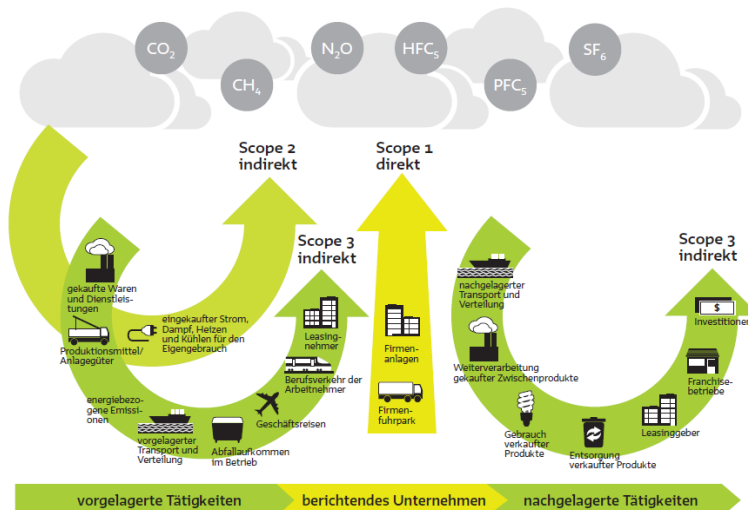 CO₂
CH₄
N₂O
HFC₅
PFC₅
SF₆
Scope 2
indirekt
Scope 1
direkt
Scope 3
indirekt
gekaufte Waren
und Dienstleis-
tungen
eingekaufter Strom,
Dampf, Heizen
und Kühlen für den
Eigengebrauch
Produktionsmittel/
Anlagegüter
energiebezo-
gene Emissi-
onen
vorgelagerter
Transport und
Verteilung
Abfallaufkommen
im Betrieb
Geschäftsreisen
Berufsverkehr der
Arbeitnehmer
Leasing-
nehmer
Firmen-
anlagen
Firmen-
fuhrpark
Scope 3
indirekt
nachgelagerter
Transport und
Verteilung
Weiterverarbeitung
gekaufter Zwischenprodukte
Gebrauch
verkaufter
Produkte
Entsorgung
verkaufter Produkte
Leasinggeber
Franchise-
betriebe
$
Investitionen
vorgelagerte Tätigkeiten
berichtendes Unternehmen
nachgelagerte Tätigkeiten